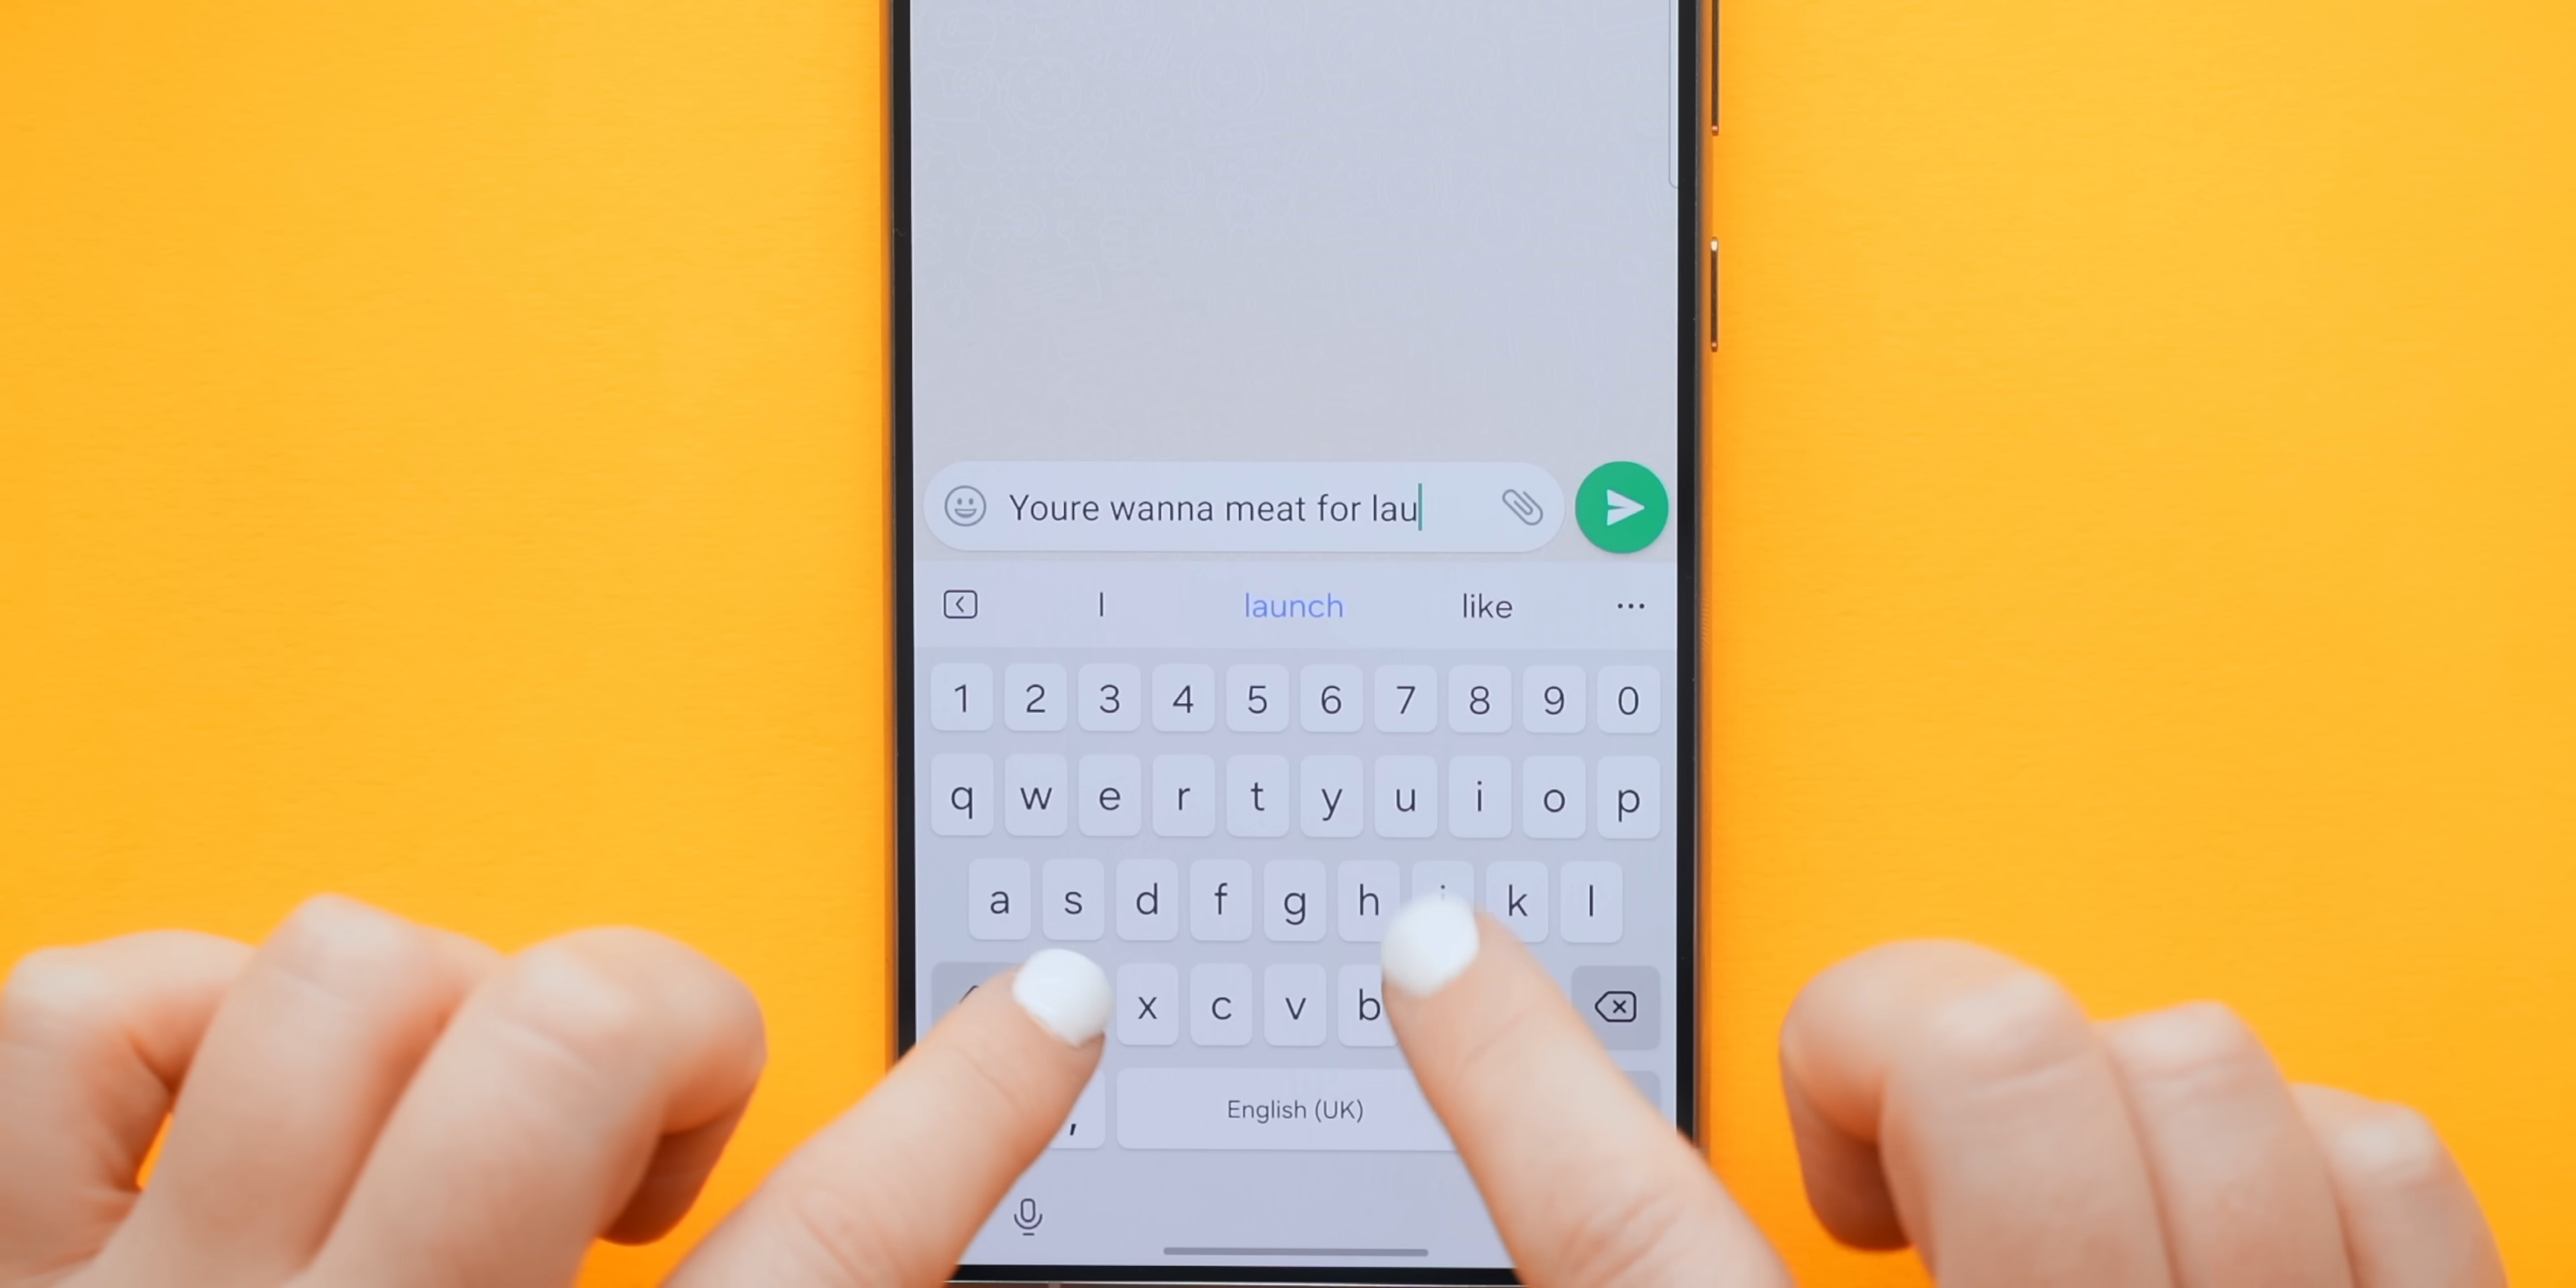 Youre wanna meat for lau
l launch like
1 2 3 4 5 6 7 8 9 0
q w e r t y u i o p
a s d f g h j k l
x c v b
, English (UK)